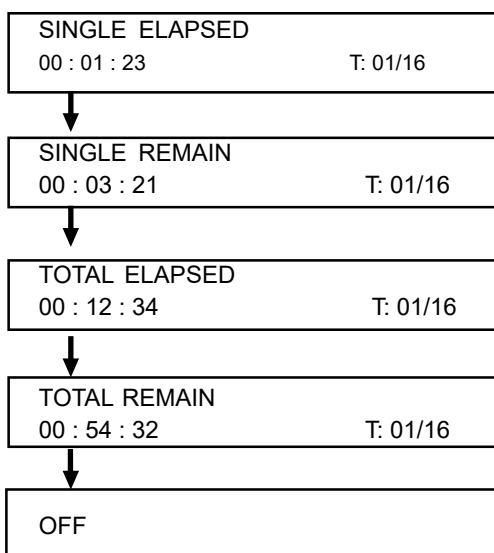 SINGLE ELAPSED
00 : 01 : 23 T: 01/16
SINGLE REMAIN
00 : 03 : 21 T: 01/16
TOTAL ELAPSED
00 : 12 : 34 T: 01/16
TOTAL REMAIN
00 : 54 : 32 T: 01/16
OFF